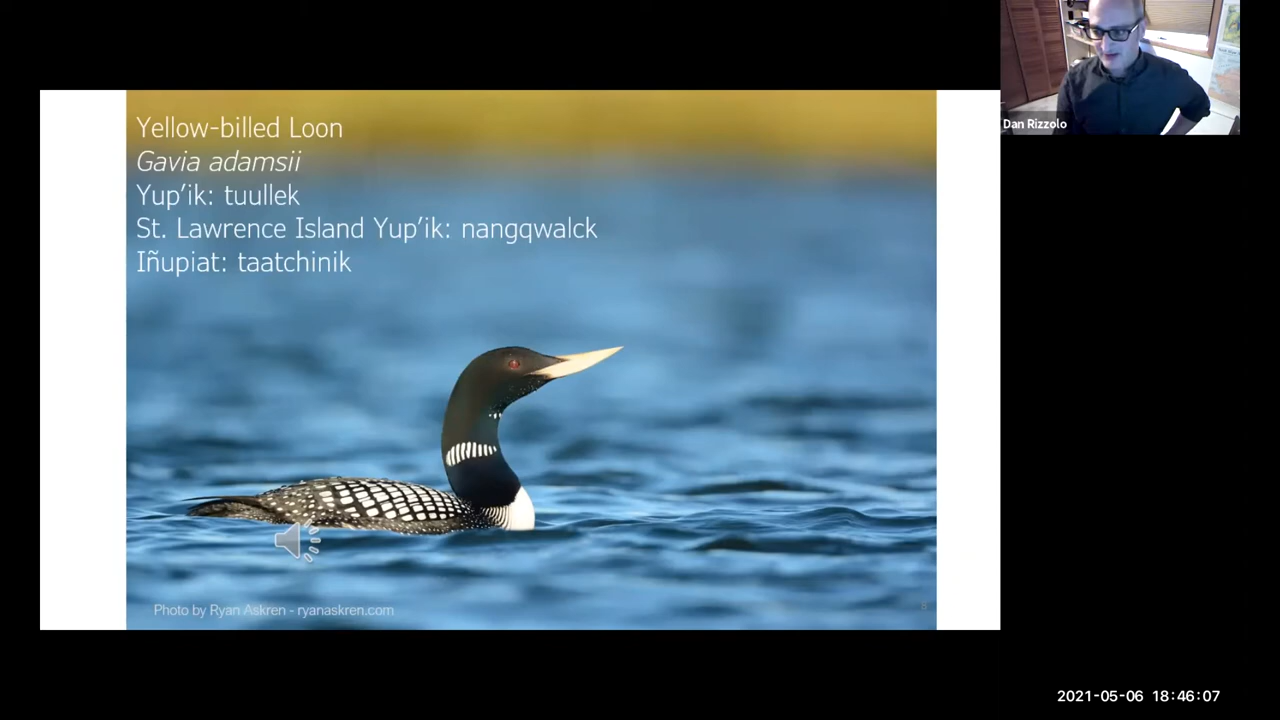 Yellow-billed Loon
Gavia adamsii
Yup’ik: tuullek
St. Lawrence Island Yup’ik: nangqwalck
Iñupiat: taatchinik
Photo by Ryan Askren - ryanaskren.com
Dan Rizzolo
2021-05-06 18:46:07